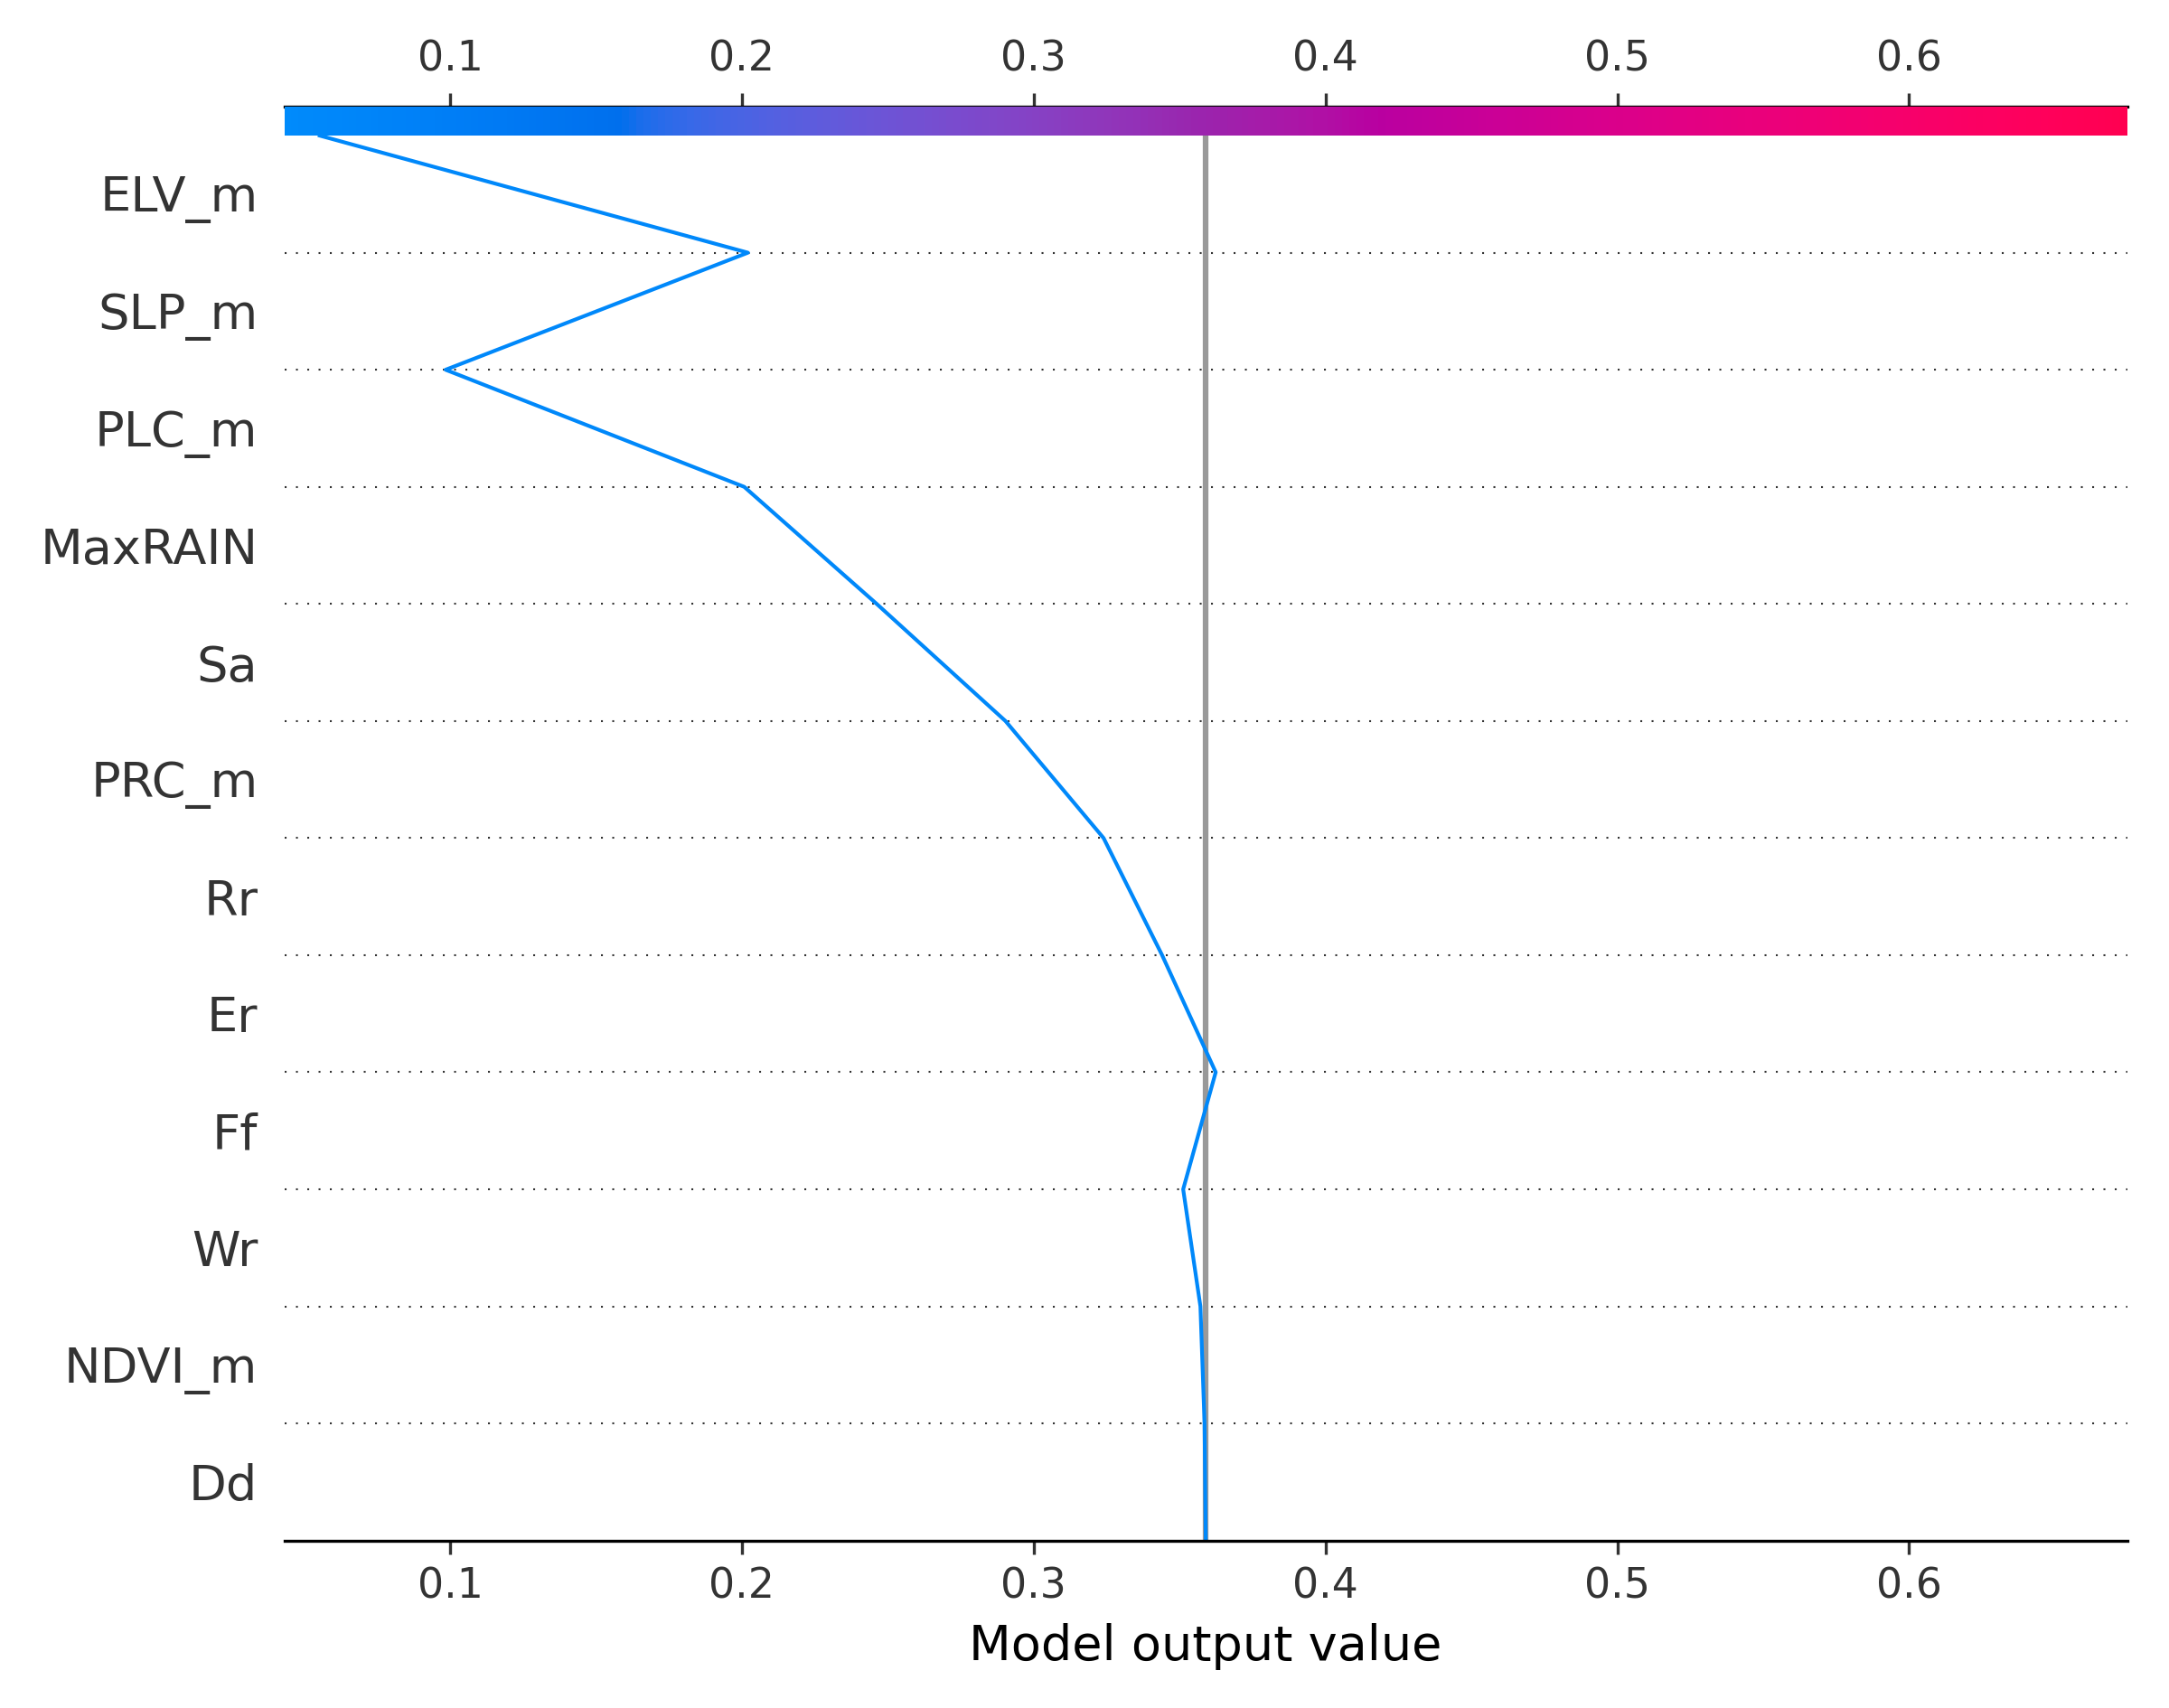 0.1 0.2 0.3 0.4 0.5 0.6
ELV_m
SLP_m
PLC_m
MaxRAIN
Sa
PRC_m
Rr
Er
Ff
Wr
NDVI_m
Dd
0.1 0.2 0.3 0.4 0.5 0.6
Model output value